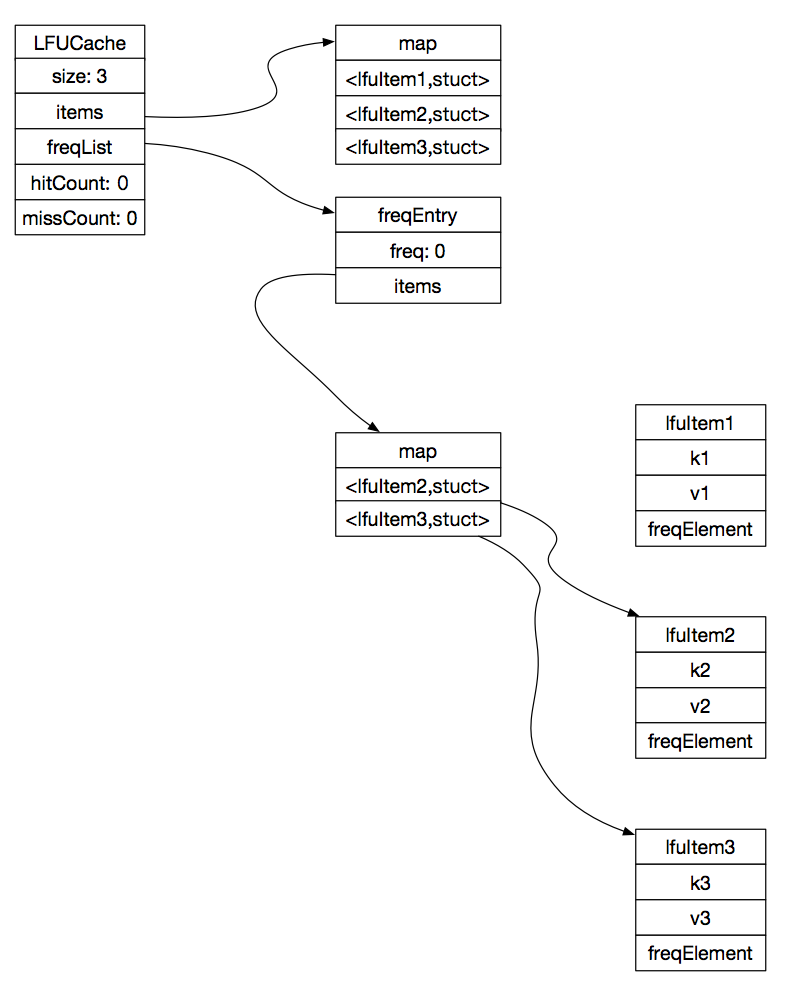 LFUCache
size: 3
items
freqList
hitCount: 0
missCount: 0
map
<lfuItem1,stuct>
<lfuItem2,stuct>
<lfuItem3,stuct>
freqEntry
freq: 0
items
map
<lfuItem2,stuct>
<lfuItem3,stuct>
lfuItem1
k1
v1
freqElement
lfuItem2
k2
v2
freqElement
lfuItem3
k3
v3
freqElement